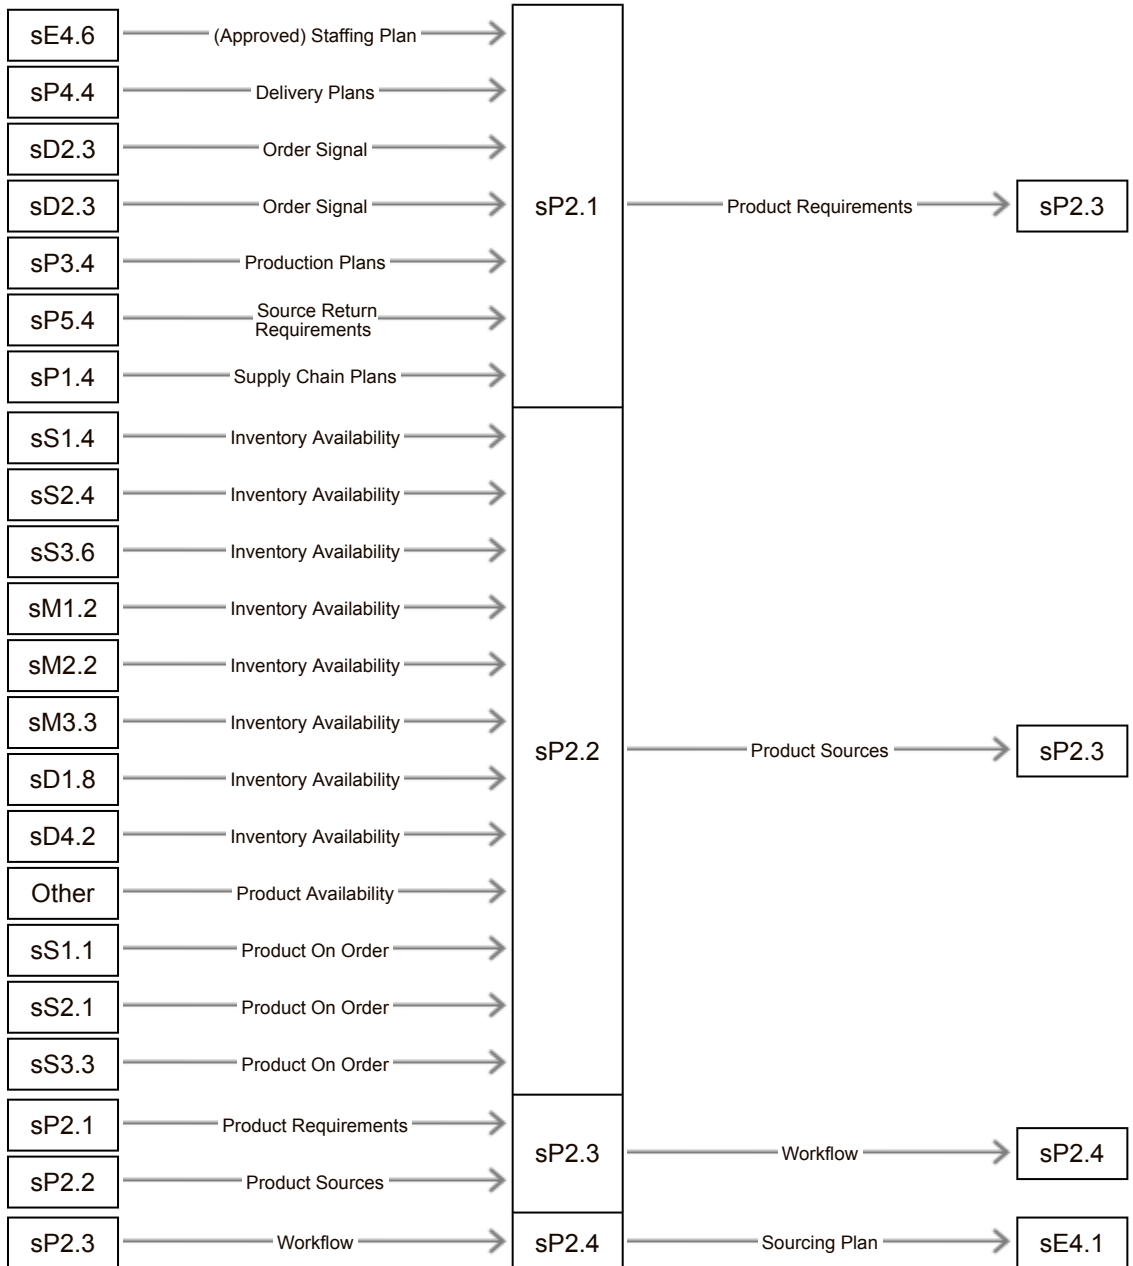 sE4.6
(Approved) Staffing Plan
sP4.4
Delivery Plans
sD2.3
Order Signal
sD2.3
Order Signal
sP2.1
Product Requirements
sP2.3
sP3.4
Production Plans
sP5.4
Source Return
Requirements
sP1.4
Supply Chain Plans
sS1.4
Inventory Availability
sS2.4
Inventory Availability
sS3.6
Inventory Availability
sM1.2
Inventory Availability
sM2.2
Inventory Availability
sM3.3
Inventory Availability
sP2.2
Product Sources
sP2.3
sD1.8
Inventory Availability
sD4.2
Inventory Availability
Other
Product Availability
sS1.1
Product On Order
sS2.1
Product On Order
sS3.3
Product On Order
sP2.1
Product Requirements
sP2.3
Workflow
sP2.4
sP2.2
Product Sources
sP2.3
Workflow
sP2.4
Sourcing Plan
sE4.1